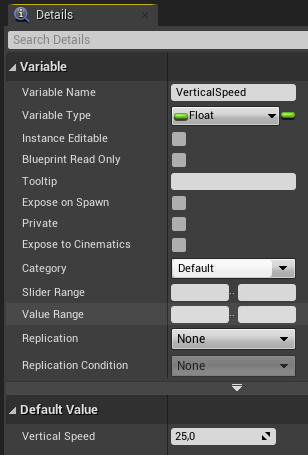 Details
Search Details
Variable
Variable Name VerticalSpeed
Variable Type Float
Instance Editable
Blueprint Read Only
Tooltip
Expose on Spawn
Private
Expose to Cinematics
Category Default
Slider Range ..
Value Range ..
Replication None
Replication Condition None
Default Value
Vertical Speed 25,0